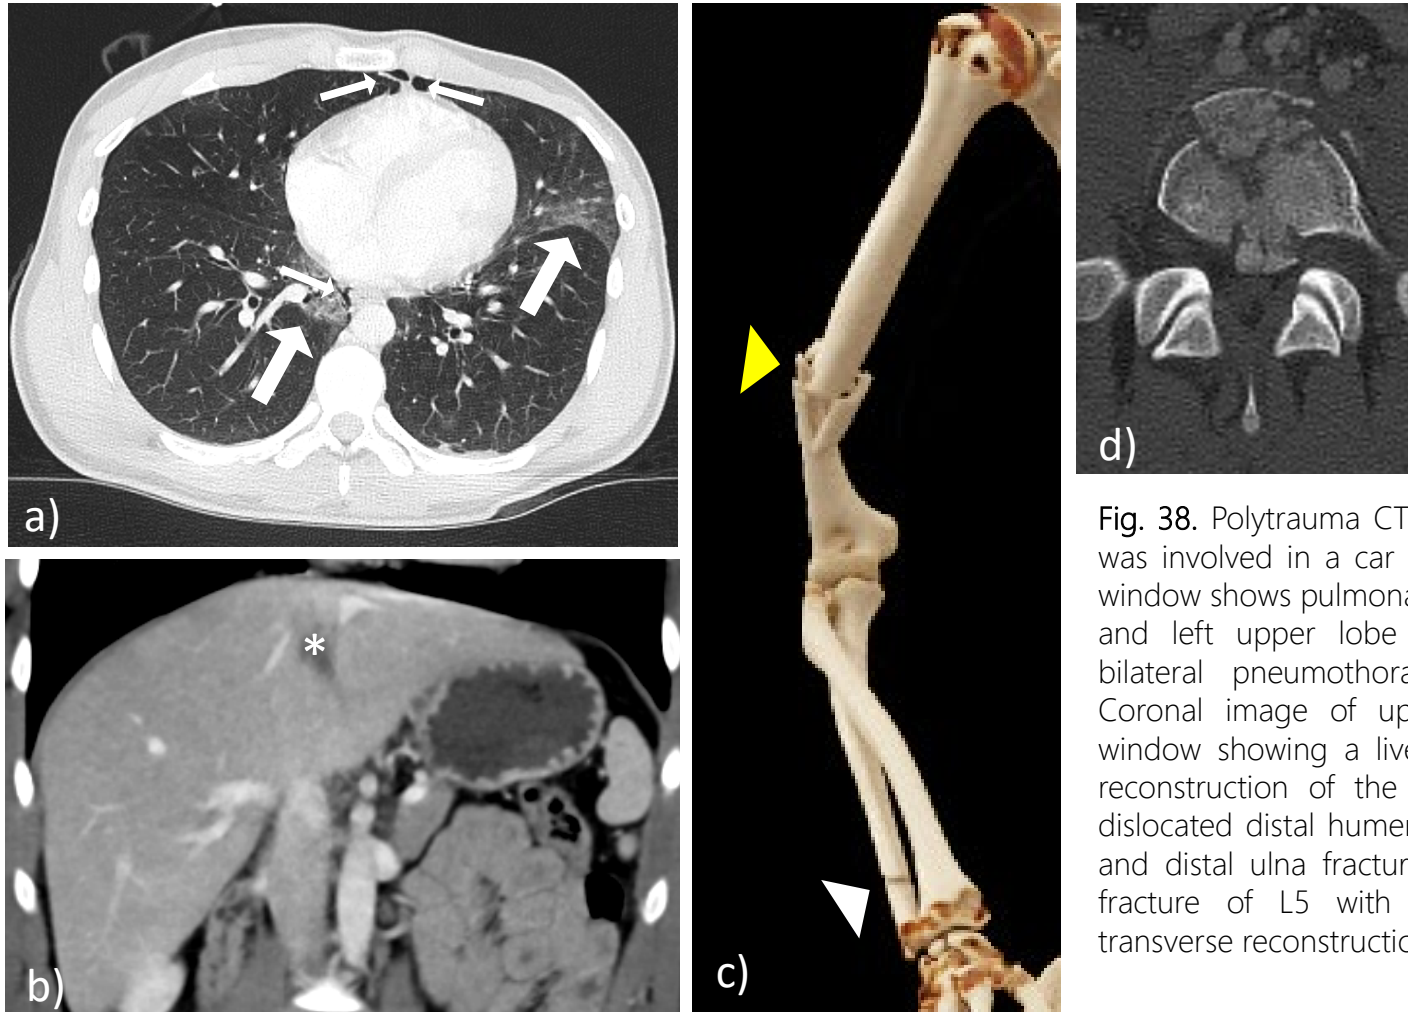 a)
b)
c)
d)
*
Fig. 38. Polytrauma CT
was involved in a car
window shows pulmona
and left upper lobe
bilateral pneumothora
Coronal image of up
window showing a live
reconstruction of the
dislocated distal humer
and distal ulna fractur
fracture of L5 with
transverse reconstructio